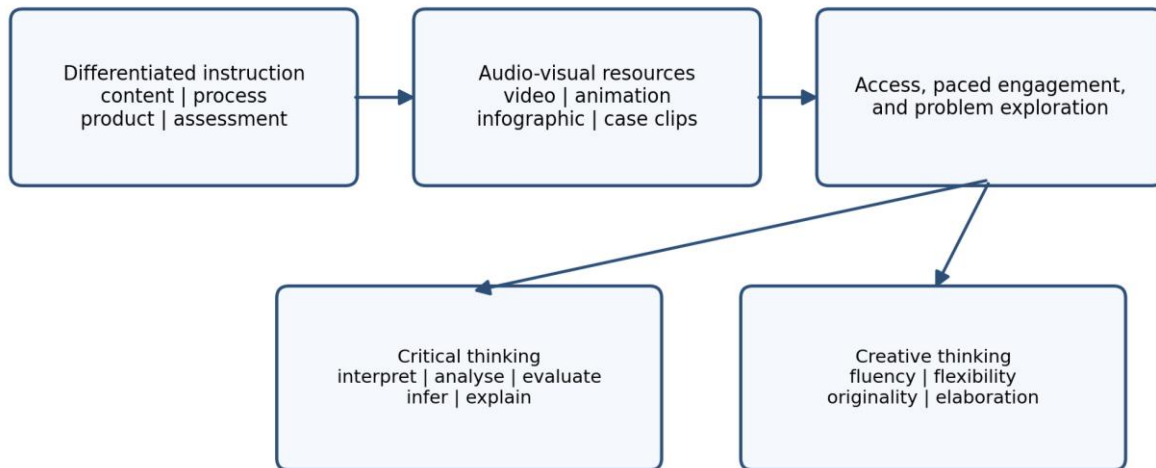 Differentiated instruction
content | process
product | assessment
Audio-visual resources
video | animation
infographic | case clips
Access, paced engagement,
and problem exploration
Critical thinking
interpret | analyse | evaluate
infer | explain
Creative thinking
fluency | flexibility
originality | elaboration